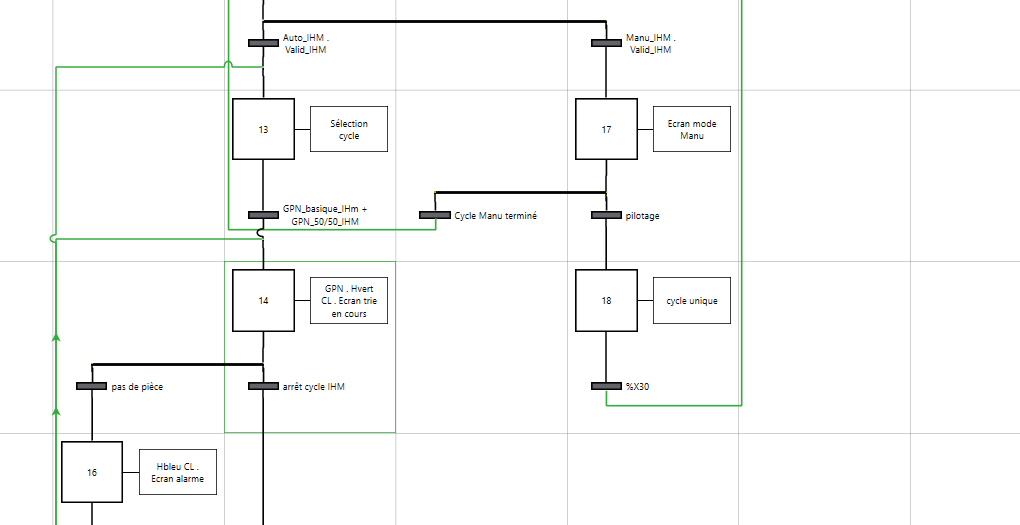 Auto_IHM .
Valid_IHM
Manu_IHM .
Valid_IHM
13
Sélection
cycle
17
Ecran mode
Manu
GPN_basique_IHm +
GPN_50/50_IHM
Cycle Manu terminé
pilotage
14
GPN . Hvert
CL . Ecran trie
en cours
18
cycle unique
pas de pièce
arrêt cycle IHM
%X30
16
Hbleu CL .
Ecran alarme